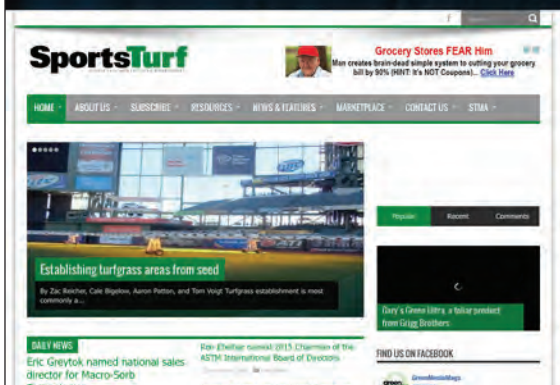 SportsTurf
Grocery Stores FEAR Him
Man creates brain-dead simple system to cutting your grocery
bill by 90% (HINT: It's NOT Coupons)... Click Here
HOME ABOUT US SUBSCRIBE RESOURCES NEWS & FEATURES MARKETPLACE CONTACT US STMA
Establishing turfgrass areas from seed
By Zac Reicher, Cale Bigelow, Aaron Patton, and Tom Voigt Turfgrass establishment is most
commonly a...
Popular Recent Comments
Gary's Green Ultra, a foliar product
from Grigg Brothers
DAILY NEWS
Eric Greytok named national sales
director for Macro-Sorb
Ron Ebelhar named 2015 Chairman of the
ASTM International Board of Directors
FIND US ON FACEBOOK
green GreenMediaMags